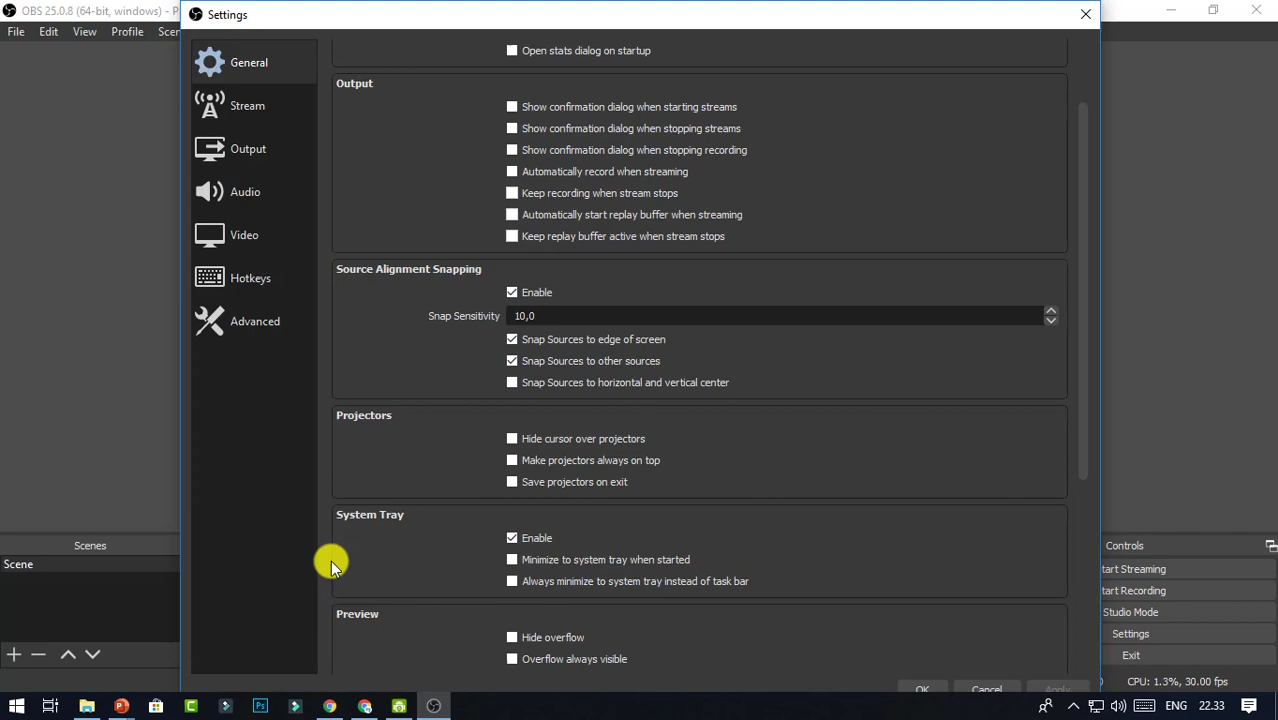 OBS 25.0.8 (64-bit, windows) - P
Settings
File Edit View Profile Scen
General
Stream
Output
Audio
Video
Hotkeys
Advanced
Open stats dialog on startup
Output
Show confirmation dialog when starting streams
Show confirmation dialog when stopping streams
Show confirmation dialog when stopping recording
Automatically record when streaming
Keep recording when stream stops
Automatically start replay buffer when streaming
Keep replay buffer active when stream stops
Source Alignment Snapping
Enable
Snap Sensitivity 10,0
Snap Sources to edge of screen
Snap Sources to other sources
Snap Sources to horizontal and vertical center
Projectors
Hide cursor over projectors
Make projectors always on top
Save projectors on exit
System Tray
Enable
Minimize to system tray when started
Always minimize to system tray instead of task bar
Preview
Hide overflow
Overflow always visible
OK Cancel Apply
Scenes
Scene
Controls
tart Streaming
tart Recording
Studio Mode
Settings
Exit
0 CPU: 1.3%, 30.00 fps
ENG 22.33